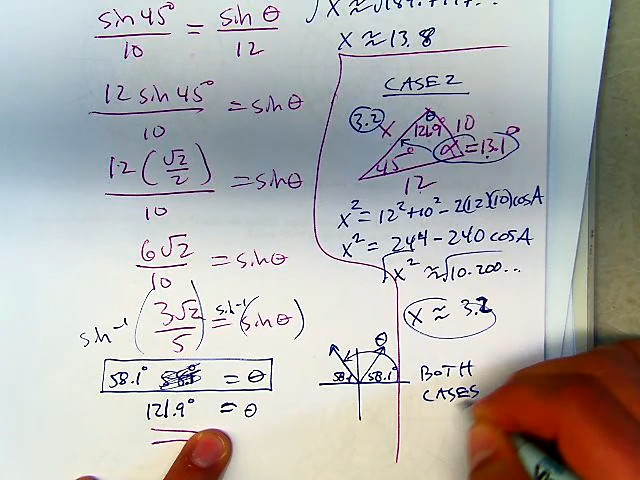 sin 45° / 10 = sin θ / 12
12 sin 45° / 10 = sin θ
12 (√2 / 2) / 10 = sin θ
6√2 / 10 = sin θ
sin⁻¹ (3√2 / 5) = sin⁻¹ (sin θ)
58.1° = θ
121.9° = θ
x ≈ 13.8
CASE 2
3.2 x θ 121.9° 10
45° α = 13.1°
12
x² = 12² + 10² - 2(12)(10) cos A
x² = 244 - 240 cos A
√x² ≈ √10.200...
x ≈ 3.2
θ
58.1 58.1°
BOTH
CASES